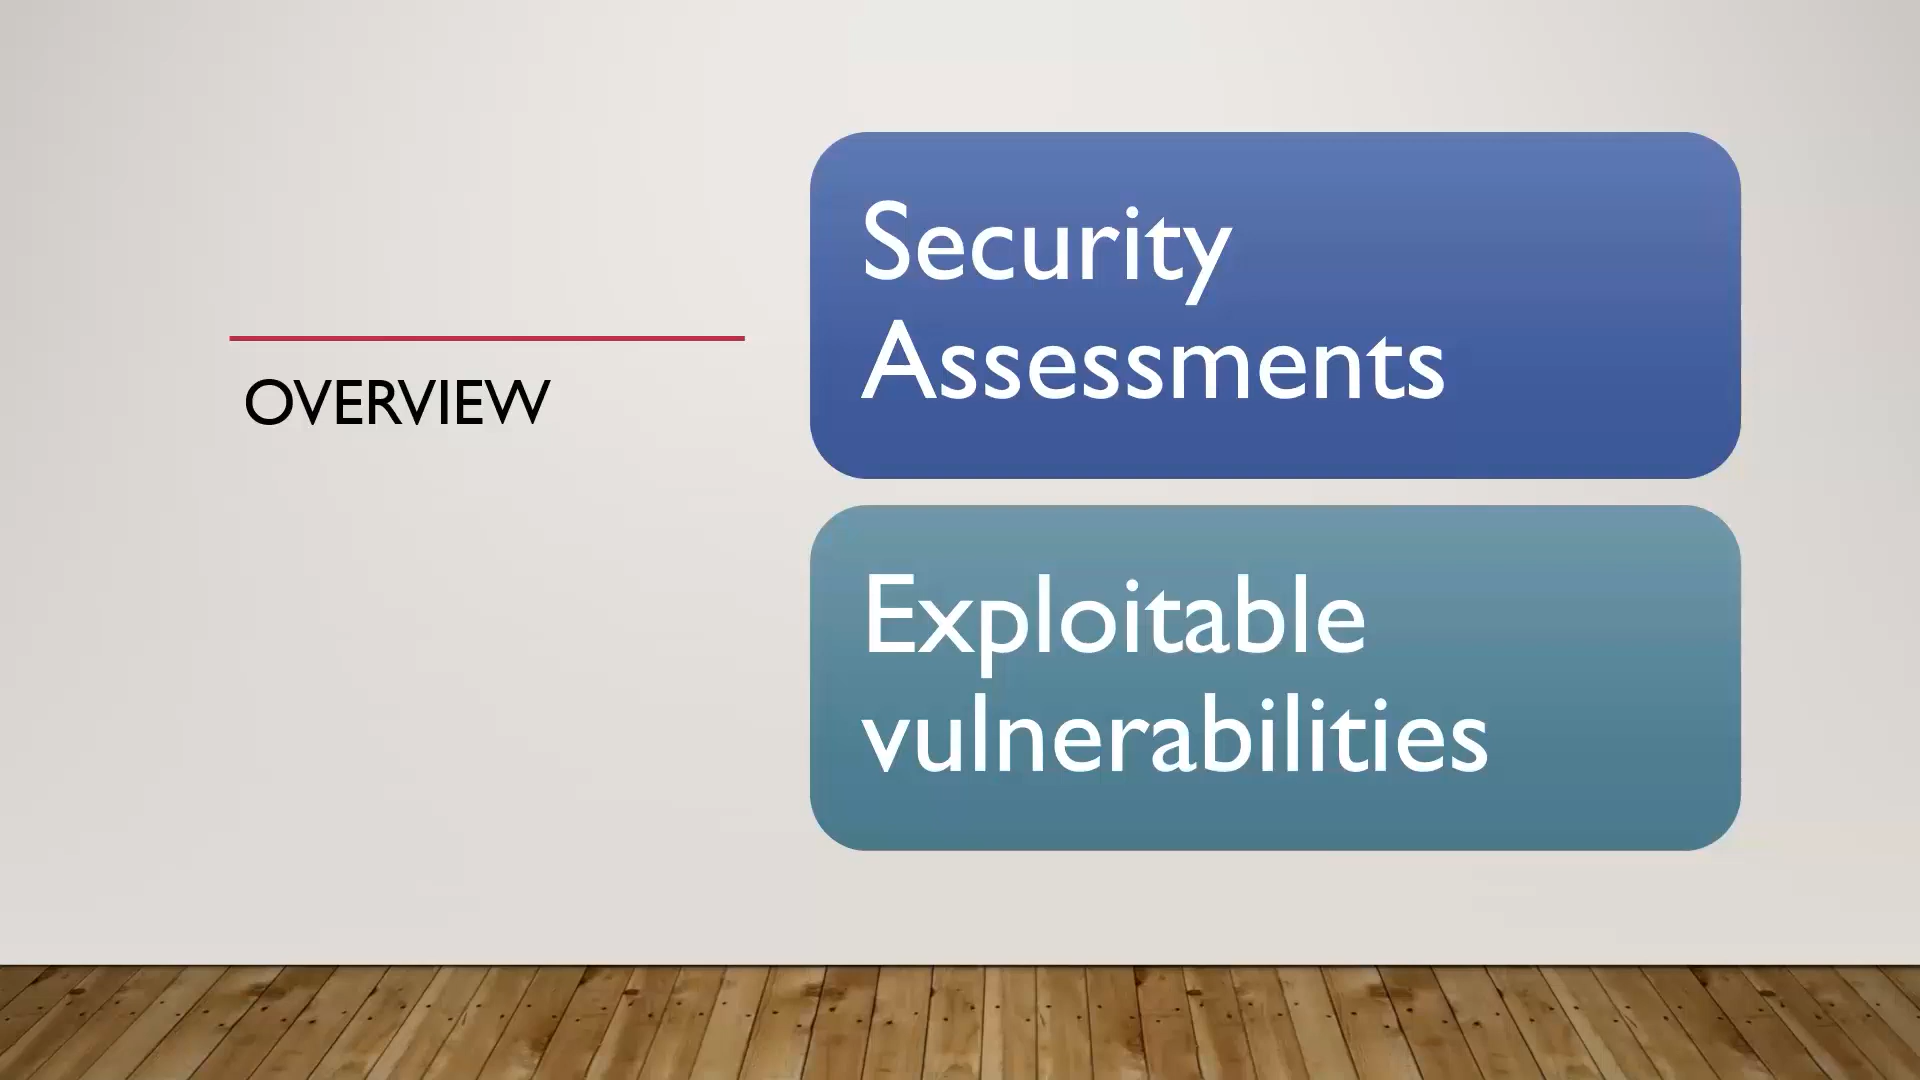 OVERVIEW
Security
Assessments
Exploitable
vulnerabilities